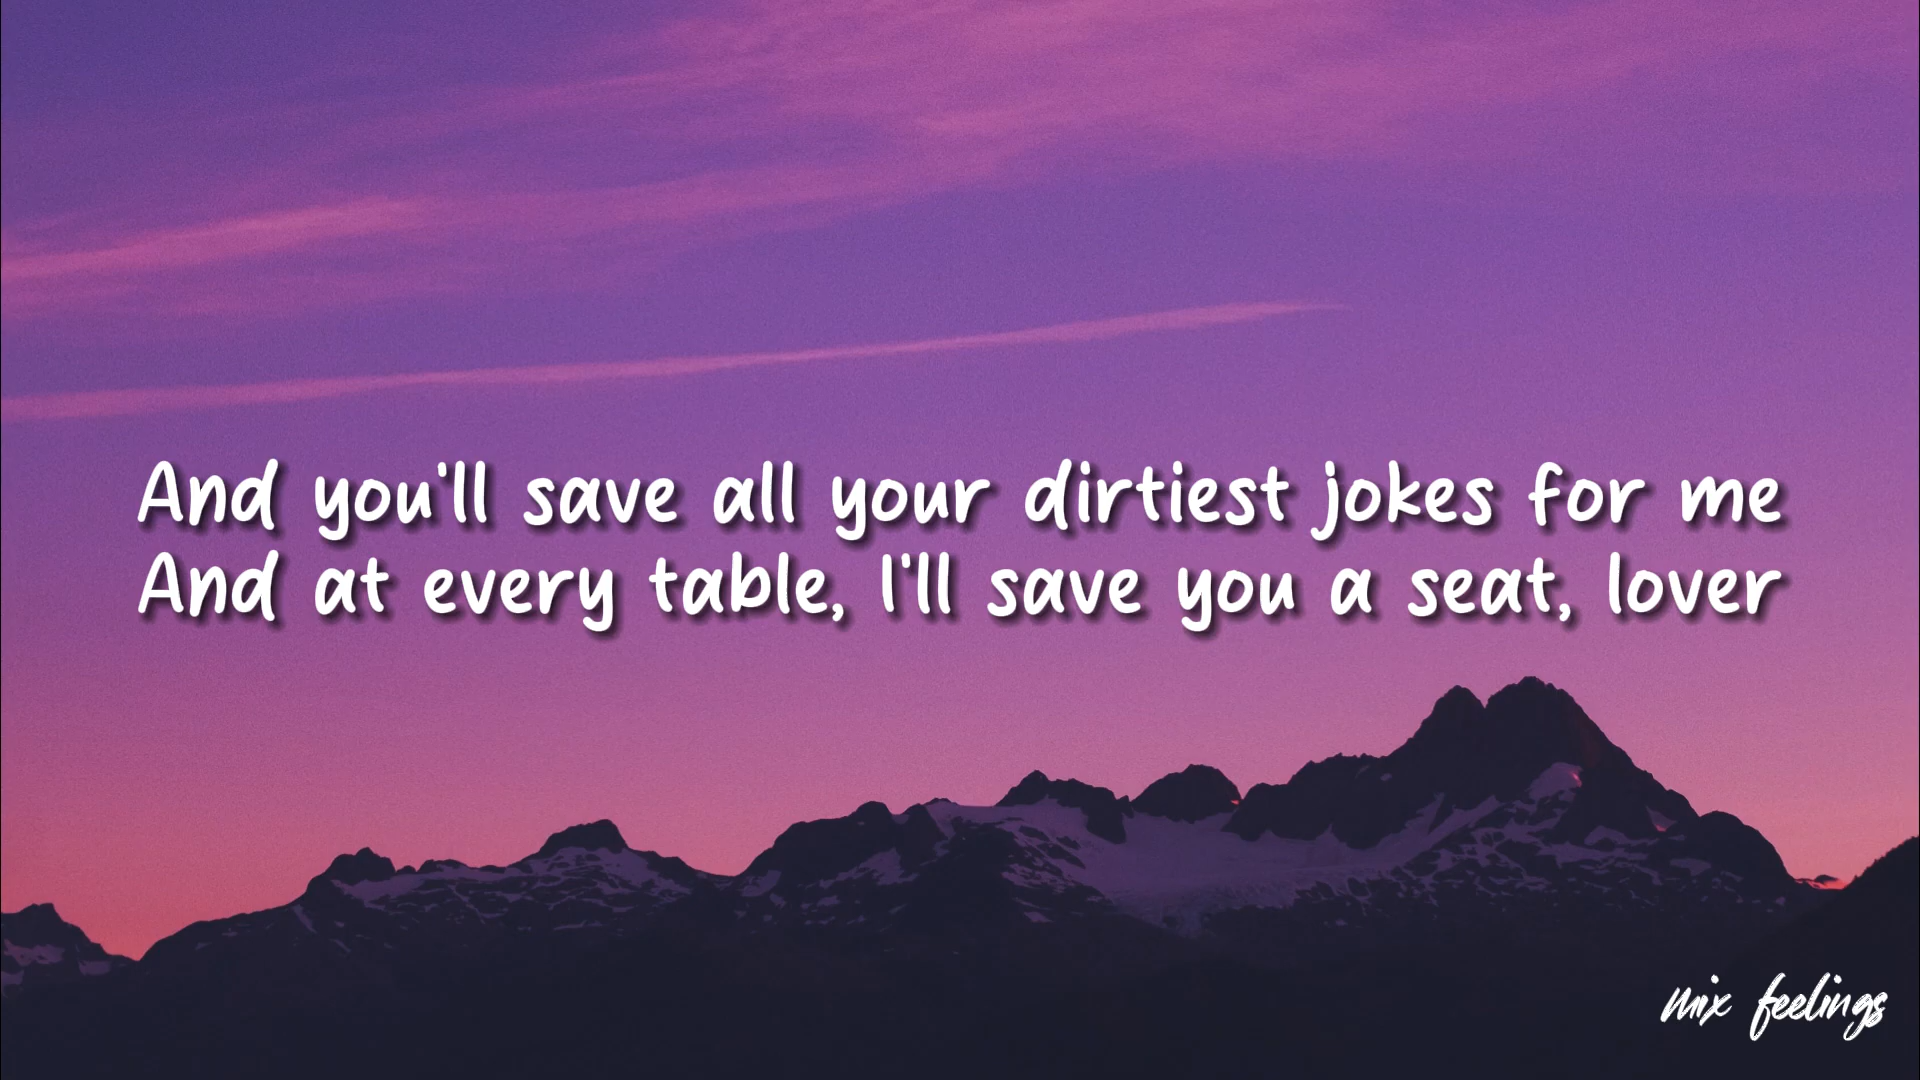 And you'll save all your dirtiest jokes for me
And at every table, I'll save you a seat, lover
mix feelings